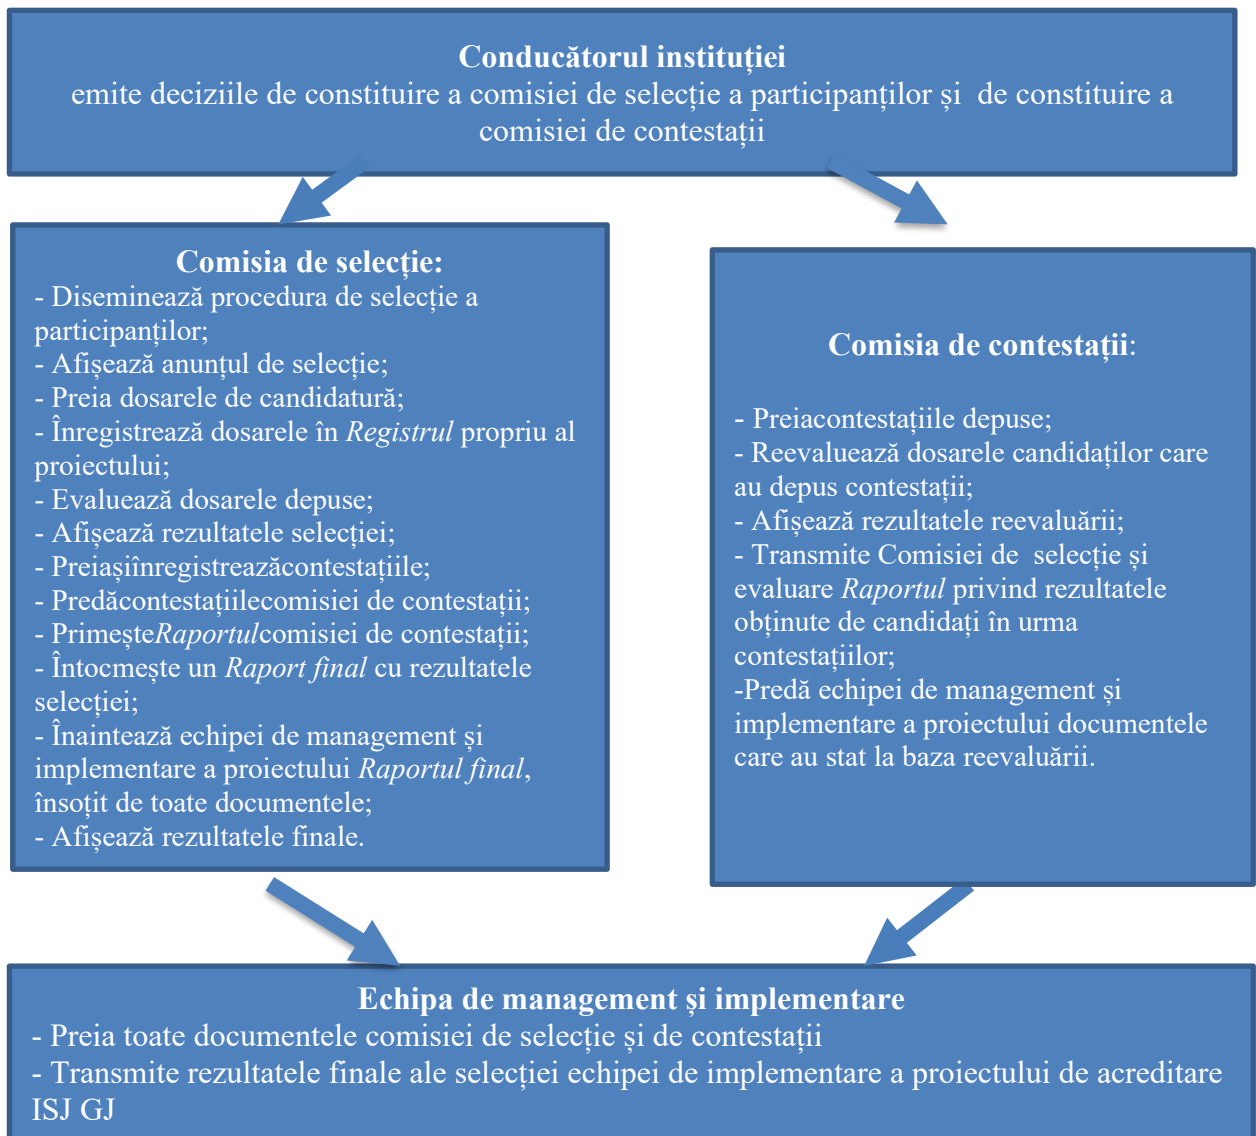 Conducătorul instituției
emite deciziile de constituire a comisiei de selecție a participanților și de constituire a
comisiei de contestații
Comisia de selecție:
- Diseminează procedura de selecție a
participanților;
- Afișează anunțul de selecție;
- Preia dosarele de candidatură;
- Înregistrează dosarele în Registrul propriu al
proiectului;
- Evaluează dosarele depuse;
- Afișează rezultatele selecției;
- Preiașiînregistreazăcontestațiile;
- Predăcontestațiilecomisiei de contestații;
- PrimeșteRaportulcomisiei de contestații;
- Întocmește un Raport final cu rezultatele
selecției;
- Înaintează echipei de management și
implementare a proiectului Raportul final,
însoțit de toate documentele;
- Afișează rezultatele finale.
Comisia de contestații:
- Preiacontestațiile depuse;
- Reevaluează dosarele candidaților care
au depus contestații;
- Afișează rezultatele reevaluării;
- Transmite Comisiei de selecție și
evaluare Raportul privind rezultatele
obținute de candidați în urma
contestațiilor;
-Predă echipei de management și
implementare a proiectului documentele
care au stat la baza reevaluării.
Echipa de management și implementare
- Preia toate documentele comisiei de selecție și de contestații
- Transmite rezultatele finale ale selecției echipei de implementare a proiectului de acreditare
ISJ GJ